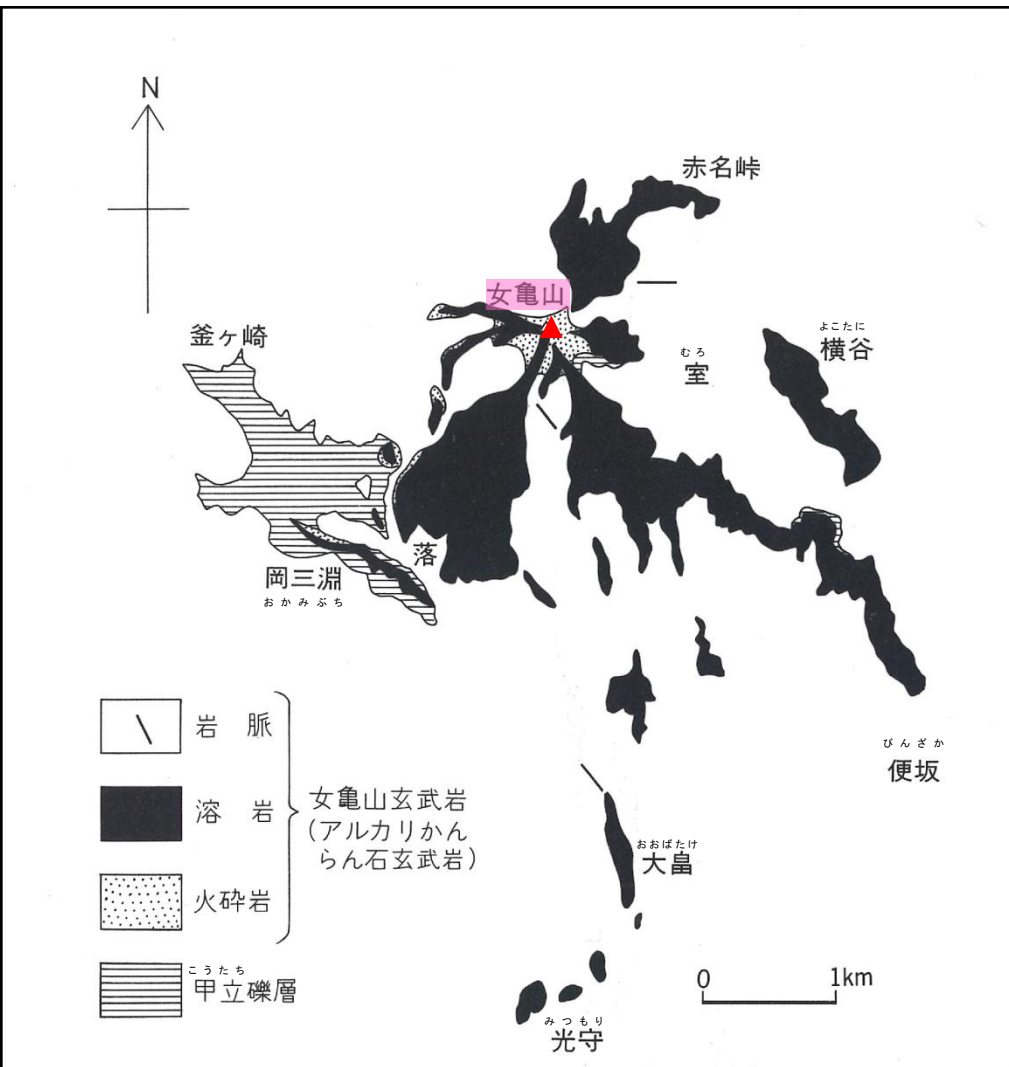 N
赤名峠
女亀山
釜ヶ崎
よこたに
横谷
むろ
室
落
岡三淵
おかみぶち
岩脈
溶岩
火砕岩
女亀山玄武岩
(アルカリかん
らん石玄武岩)
こうたち
甲立礫層
びんざか
便坂
おおばたけ
大畠
0 1km
みつもり
光守